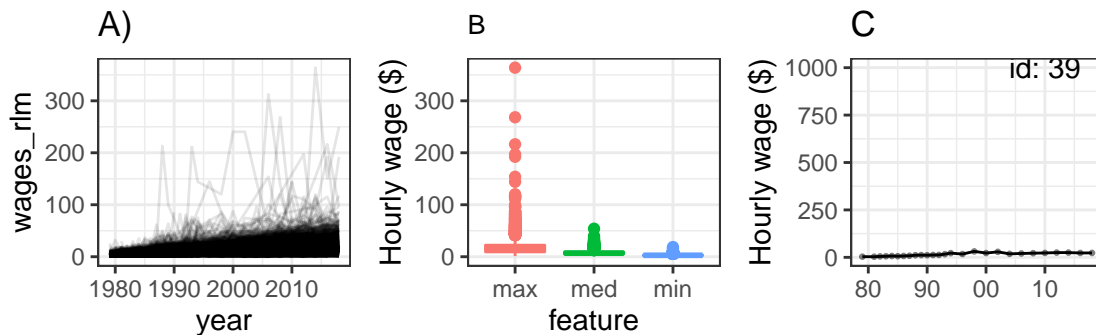 A)
wages_rlm
300
200
100
0
1980 1990 2000 2010
year
B
Hourly wage ($)
300
200
100
0
max med min
feature
C
Hourly wage ($)
1000
750
500
250
0
id: 39
80 90 00 10